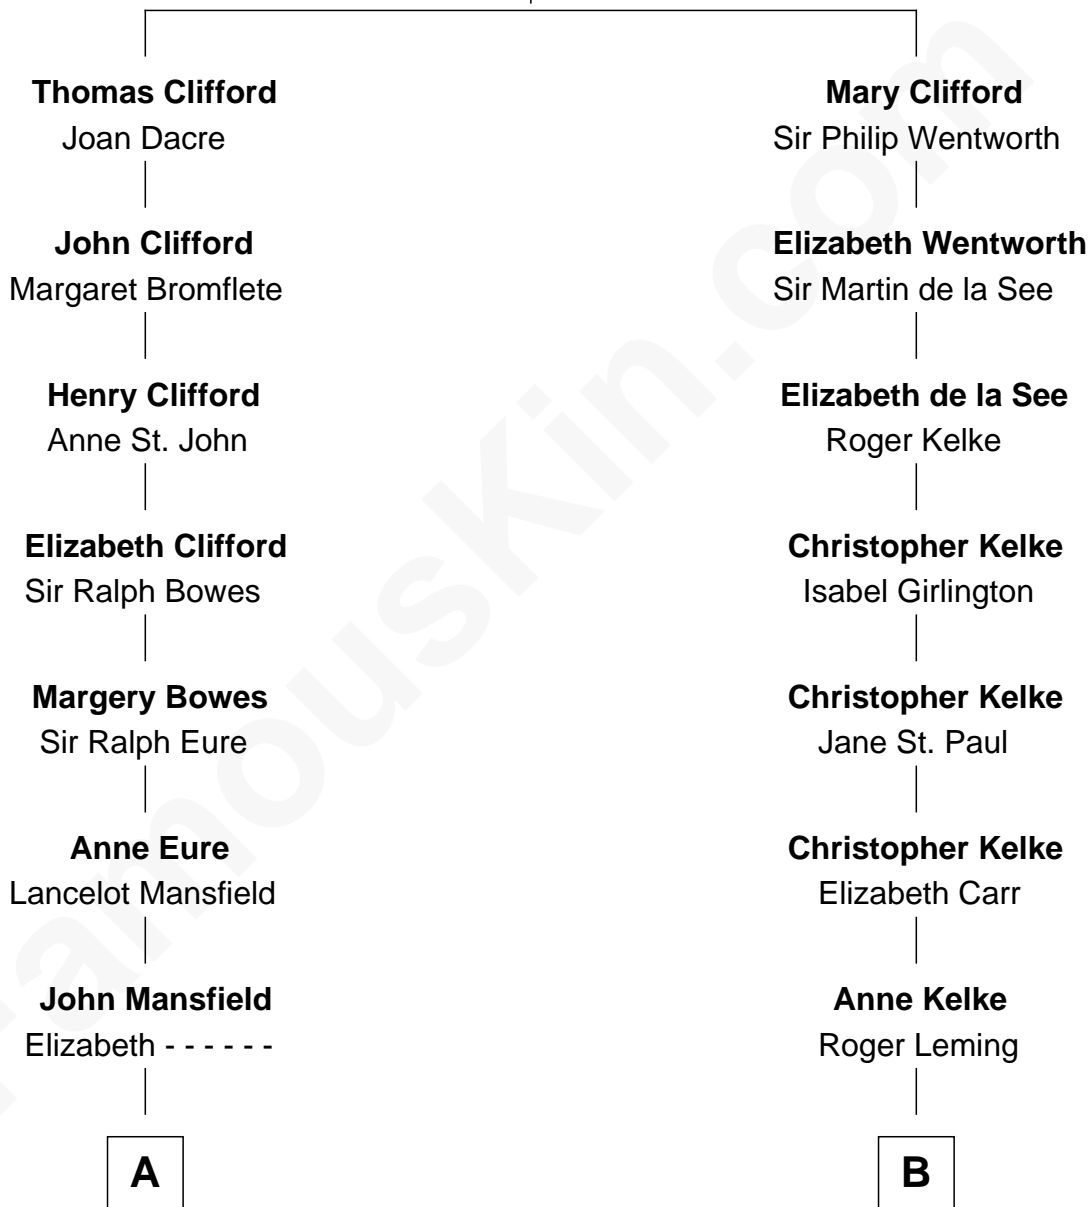 Thomas Clifford
Joan Dacre
John Clifford
Margaret Bromflete
Henry Clifford
Anne St. John
Elizabeth Clifford
Sir Ralph Bowes
Margery Bowes
Sir Ralph Eure
Anne Eure
Lancelot Mansfield
John Mansfield
Elizabeth - - - - - -
A
Mary Clifford
Sir Philip Wentworth
Elizabeth Wentworth
Sir Martin de la See
Elizabeth de la See
Roger Kelke
Christopher Kelke
Isabel Girlington
Christopher Kelke
Jane St. Paul
Christopher Kelke
Elizabeth Carr
Anne Kelke
Roger Leming
B
FamousKin.com